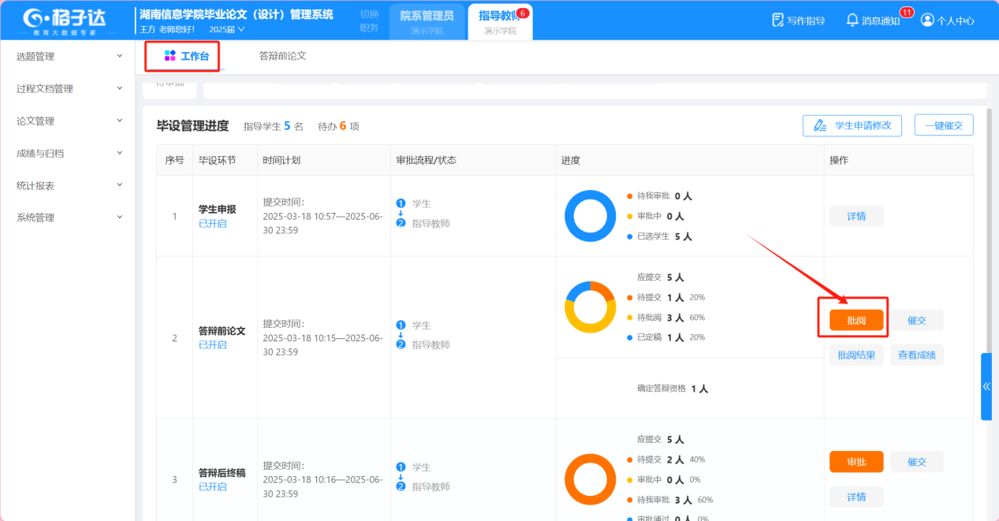 格子达
教育大数据专家
湖南信息学院毕业论文（设计）管理系统
王方 老师您好!
2025届
切换
职务
院系管理员
演示学院
指导教师
6
演示学院
写作指导
消息通知
11
个人中心
选题管理
过程文档管理
论文管理
成绩与归档
统计报表
系统管理
工作台
答辩前论文
待审批
毕设管理进度
指导学生 5 名
待办 6 项
学生申请修改
一键催交
序号
毕设环节
时间计划
审批流程/状态
进度
操作
1
学生申报
已开启
提交时间：
2025-03-18 10:57—2025-06-
30 23:59
1 学生
2 指导教师
待我审批 0 人
审批中 0 人
已选学生 5 人
详情
2
答辩前论文
已开启
提交时间：
2025-03-18 10:15—2025-06-
30 23:59
1 学生
2 指导教师
应提交 5 人
待提交 1 人 20%
待批阅 3 人 60%
已定稿 1 人 20%
确定答辩资格 1 人
批阅
催交
批阅结果
查看成绩
3
答辩后终稿
已开启
提交时间：
2025-03-18 10:16—2025-06-
30 23:59
1 学生
2 指导教师
应提交 5 人
待提交 2 人 40%
审批中 0 人 0%
待我审批 3 人 60%
审批通过 0 人 0%
审批
催交
详情